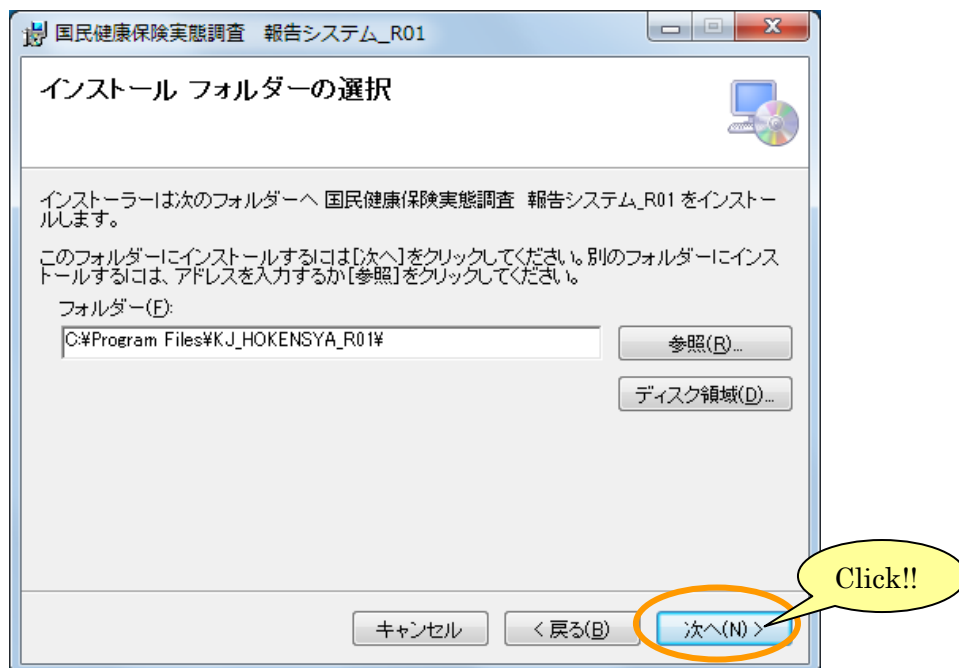 国民健康保険実態調査　報告システム_R01
インストール フォルダーの選択
インストーラーは次のフォルダーへ 国民健康保険実態調査　報告システム_R01 をインストー
ルします。
このフォルダーにインストールするには[次へ]をクリックしてください。別のフォルダーにインス
トールするには、アドレスを入力するか[参照]をクリックしてください。
フォルダー(F):
C:¥Program Files¥KJ_HOKENSYA_R01¥
参照(R)...
ディスク領域(D)...
Click!!
キャンセル
< 戻る(B)
次へ(N) >